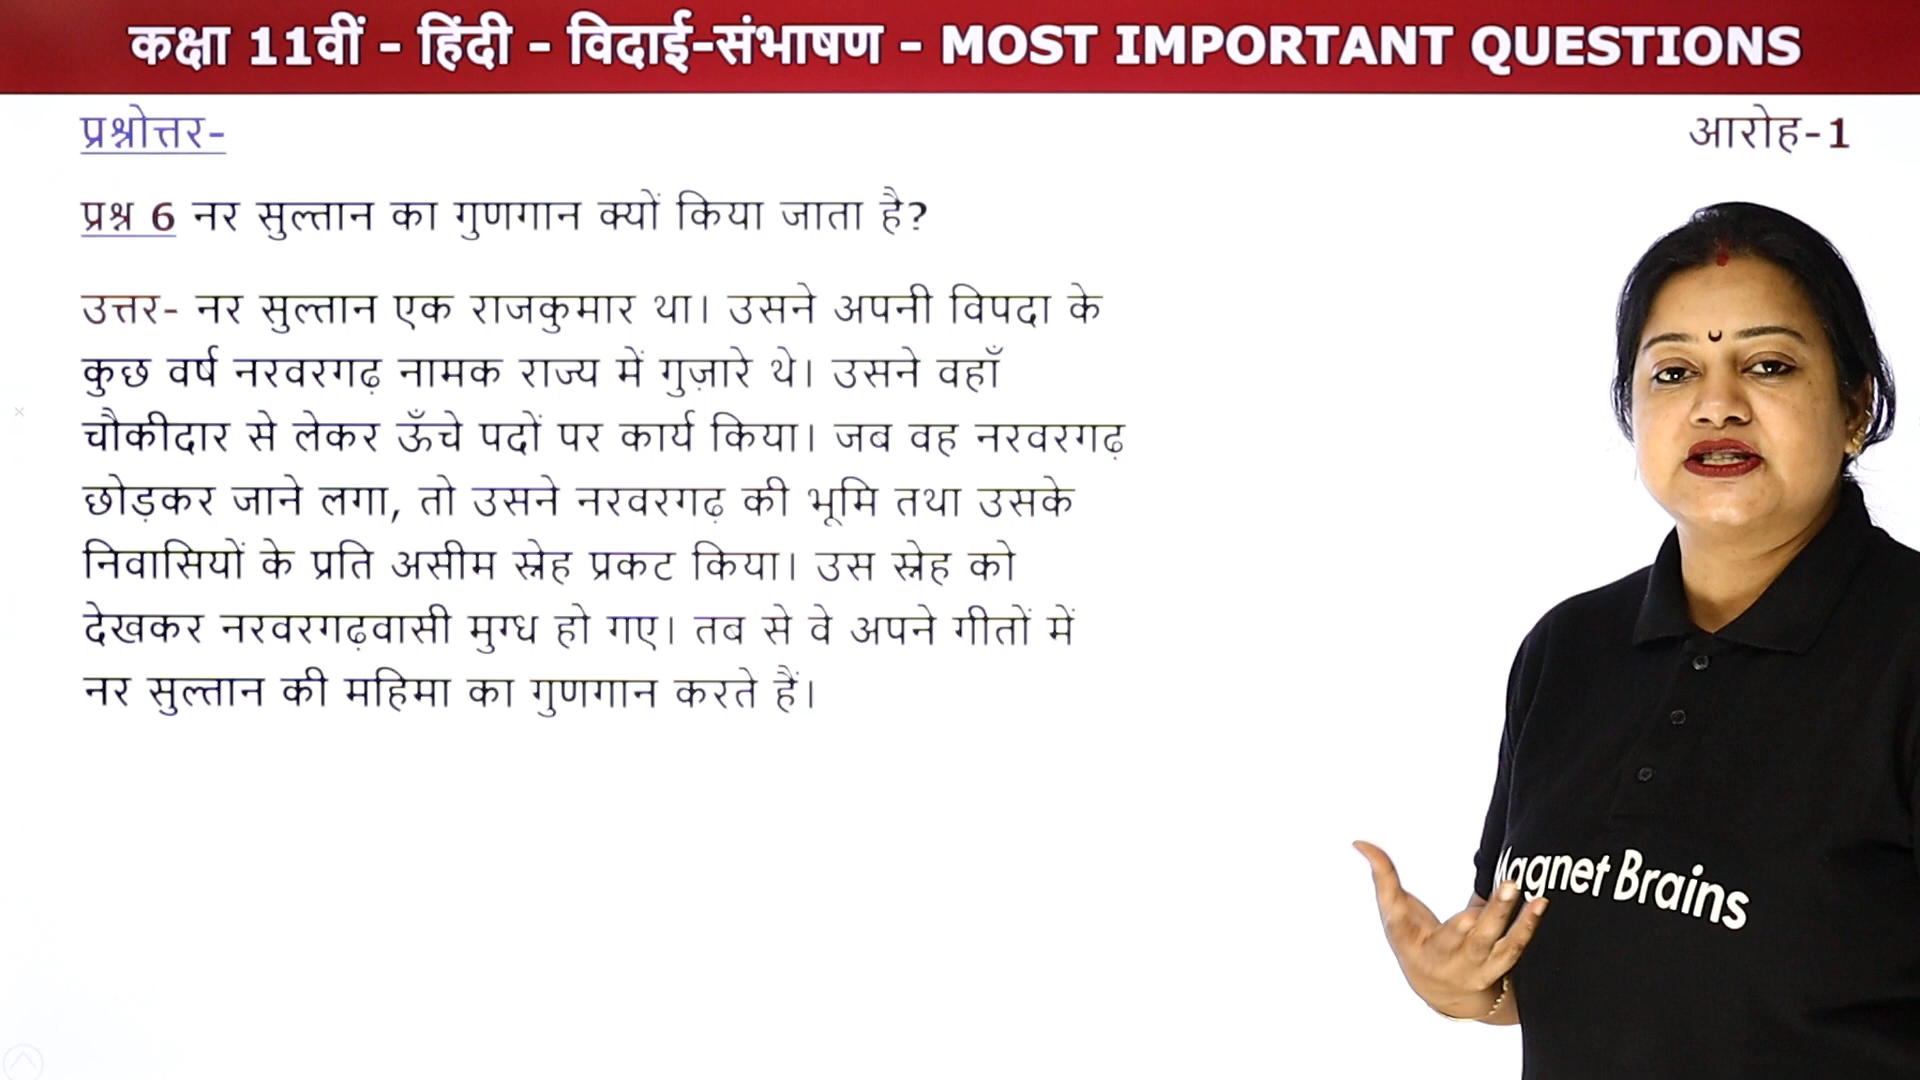 कक्षा 11वीं - हिंदी - विदाई-संभाषण - MOST IMPORTANT QUESTIONS
प्रश्नोत्तर-
आरोह-1
प्रश्न 6 नर सुल्तान का गुणगान क्यों किया जाता है?
उत्तर- नर सुल्तान एक राजकुमार था। उसने अपनी विपदा के
कुछ वर्ष नरवरगढ़ नामक राज्य में गुज़ारे थे। उसने वहाँ
चौकीदार से लेकर ऊँचे पदों पर कार्य किया। जब वह नरवरगढ़
छोड़कर जाने लगा, तो उसने नरवरगढ़ की भूमि तथा उसके
निवासियों के प्रति असीम स्नेह प्रकट किया। उस स्नेह को
देखकर नरवरगढ़वासी मुग्ध हो गए। तब से वे अपने गीतों में
नर सुल्तान की महिमा का गुणगान करते हैं।
Magnet Brains